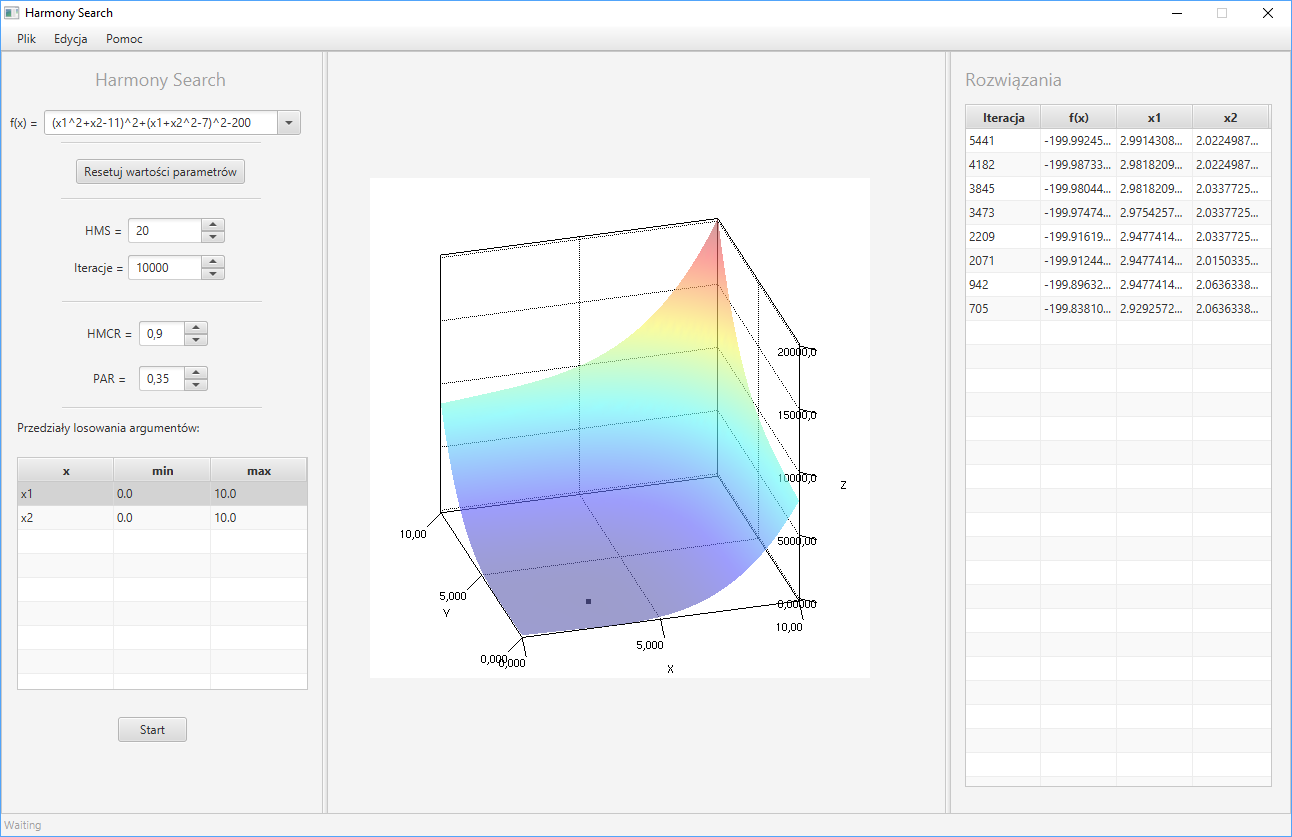 Harmony Search
Plik Edycja Pomoc
Harmony Search
f(x) = (x1^2+x2-11)^2+(x1+x2^2-7)^2-200
Resetuj wartości parametrów
HMS = 20
Iteracje = 10000
HMCR = 0,9
PAR = 0,35
Przedziały losowania argumentów:
x min max
x1 0.0 10.0
x2 0.0 10.0
Start
20000,0
15000,0
10000,0
Z
5000,00
0,00000
10,00
5,000
Y
0,000
0,000
5,000
10,00
X
Rozwiązania
Iteracja f(x) x1 x2
5441 -199.99245... 2.9914308... 2.0224987...
4182 -199.98733... 2.9818209... 2.0224987...
3845 -199.98044... 2.9818209... 2.0337725...
3473 -199.97474... 2.9754257... 2.0337725...
2209 -199.91619... 2.9477414... 2.0337725...
2071 -199.91244... 2.9477414... 2.0150335...
942 -199.89632... 2.9477414... 2.0636338...
705 -199.83810... 2.9292572... 2.0636338...
Waiting